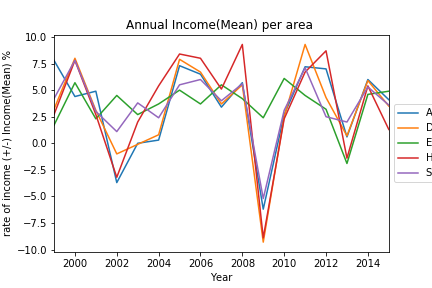 Annual Income(Mean) per area
rate of income (+/-) Income(Mean) %
10.0
7.5
5.0
2.5
0.0
−2.5
−5.0
−7.5
−10.0
2000 2002 2004 2006 2008 2010 2012 2014
Year
A
D
E
H
S